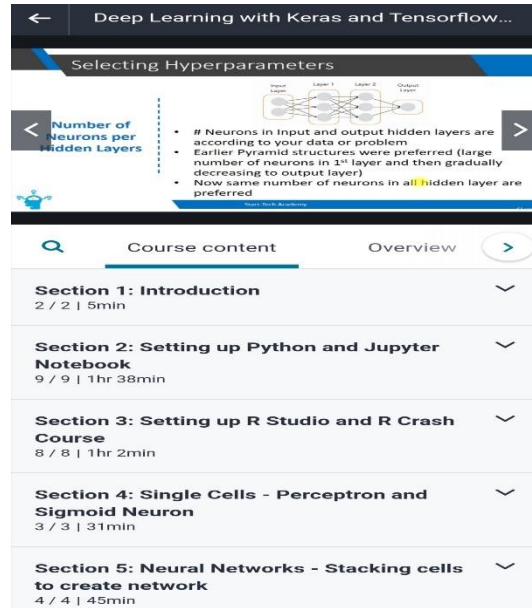 Deep Learning with Keras and Tensorflow...
Selecting Hyperparameters
Input Layer
Layer 1
Layer 2
Output Layer
Number of
Neurons per
Hidden Layers
• # Neurons in Input and output hidden layers are
according to your data or problem
• Earlier Pyramid structures were preferred (large
number of neurons in 1st layer and then gradually
decreasing to output layer)
• Now same number of neurons in all hidden layer are
preferred
Start-Tech Academy
Course content
Overview
Section 1: Introduction
2 / 2 | 5min
Section 2: Setting up Python and Jupyter
Notebook
9 / 9 | 1hr 38min
Section 3: Setting up R Studio and R Crash
Course
8 / 8 | 1hr 2min
Section 4: Single Cells - Perceptron and
Sigmoid Neuron
3 / 3 | 31min
Section 5: Neural Networks - Stacking cells
to create network
4 / 4 | 45min